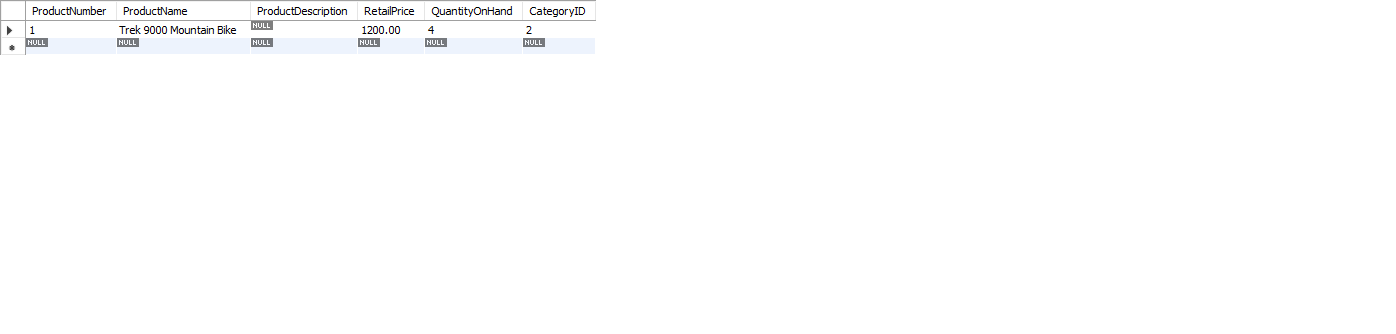 ProductNumber ProductName ProductDescription RetailPrice QuantityOnHand CategoryID
1 Trek 9000 Mountain Bike NULL 1200.00 4 2
NULL NULL NULL NULL NULL NULL